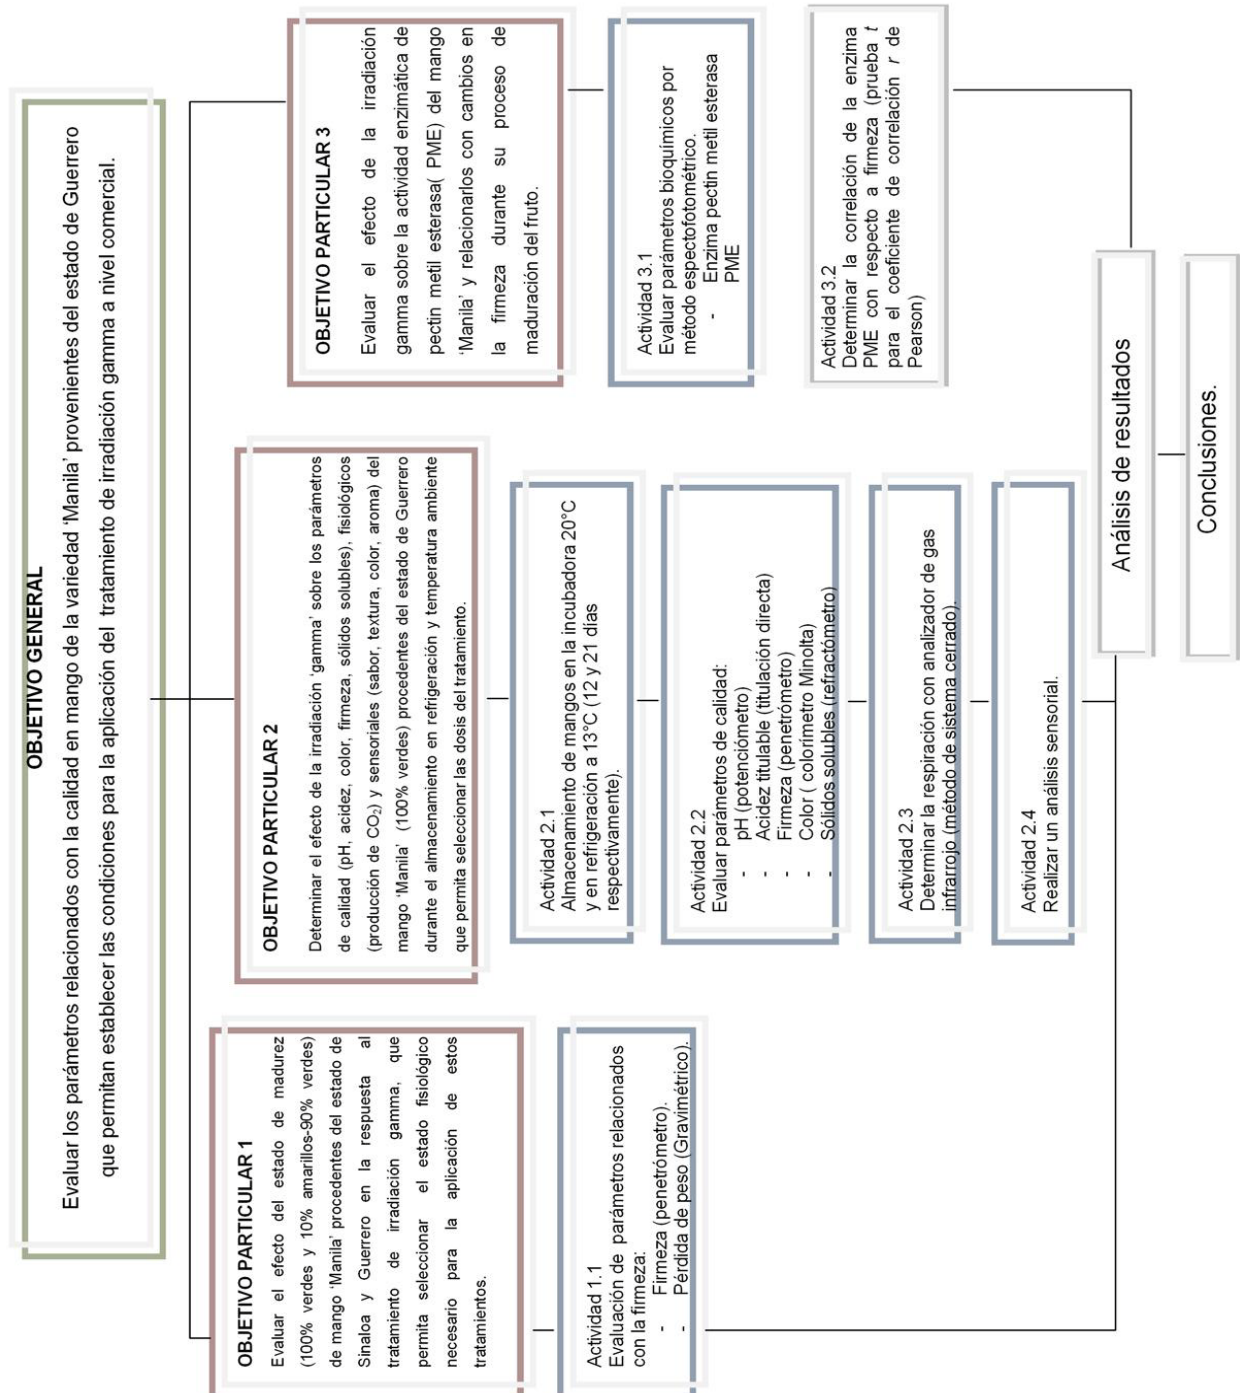 OBJETIVO GENERAL
Evaluar los parámetros relacionados con la calidad en mango de la variedad 'Manila' provenientes del estado de Guerrero
que permitan establecer las condiciones para la aplicación del tratamiento de irradiación gamma a nivel comercial.
OBJETIVO PARTICULAR 1
Evaluar el efecto del estado de madurez
(100% verdes y 10% amarillos-90% verdes)
de mango 'Manila' procedentes del estado de
Sinaloa y Guerrero en la respuesta al
tratamiento de irradiación gamma, que
permita seleccionar el estado fisiológico
necesario para la aplicación de estos
tratamientos.
Actividad 1.1
Evaluación de parámetros relacionados
con la firmeza:
- Firmeza (penetrómetro).
- Pérdida de peso (Gravimétrico).
OBJETIVO PARTICULAR 2
Determinar el efecto de la irradiación 'gamma' sobre los parámetros
de calidad (pH, acidez, color, firmeza, sólidos solubles), fisiológicos
(producción de CO₂) y sensoriales (sabor, textura, color, aroma) del
mango 'Manila' (100% verdes) procedentes del estado de Guerrero
durante el almacenamiento en refrigeración y temperatura ambiente
que permita seleccionar las dosis del tratamiento.
Actividad 2.1
Almacenamiento de mangos en la incubadora 20°C
y en refrigeración a 13°C (12 y 21 días
respectivamente).
Actividad 2.2
Evaluar parámetros de calidad:
- pH (potenciómetro)
- Acidez titulable (titulación directa)
- Firmeza (penetrómetro)
- Color ( colorímetro Minolta)
- Sólidos solubles (refractómetro)
Actividad 2.3
Determinar la respiración con analizador de gas
infrarrojo (método de sistema cerrado).
Actividad 2.4
Realizar un análisis sensorial.
OBJETIVO PARTICULAR 3
Evaluar el efecto de la irradiación
gamma sobre la actividad enzimática de
pectin metil esterasa( PME) del mango
'Manila' y relacionarlos con cambios en
la firmeza durante su proceso de
maduración del fruto.
Actividad 3.1
Evaluar parámetros bioquímicos por
método espectofotométrico.
- Enzima pectin metil esterasa
PME
Actividad 3.2
Determinar la correlación de la enzima
PME con respecto a firmeza (prueba t
para el coeficiente de correlación r de
Pearson)
Análisis de resultados
Conclusiones.